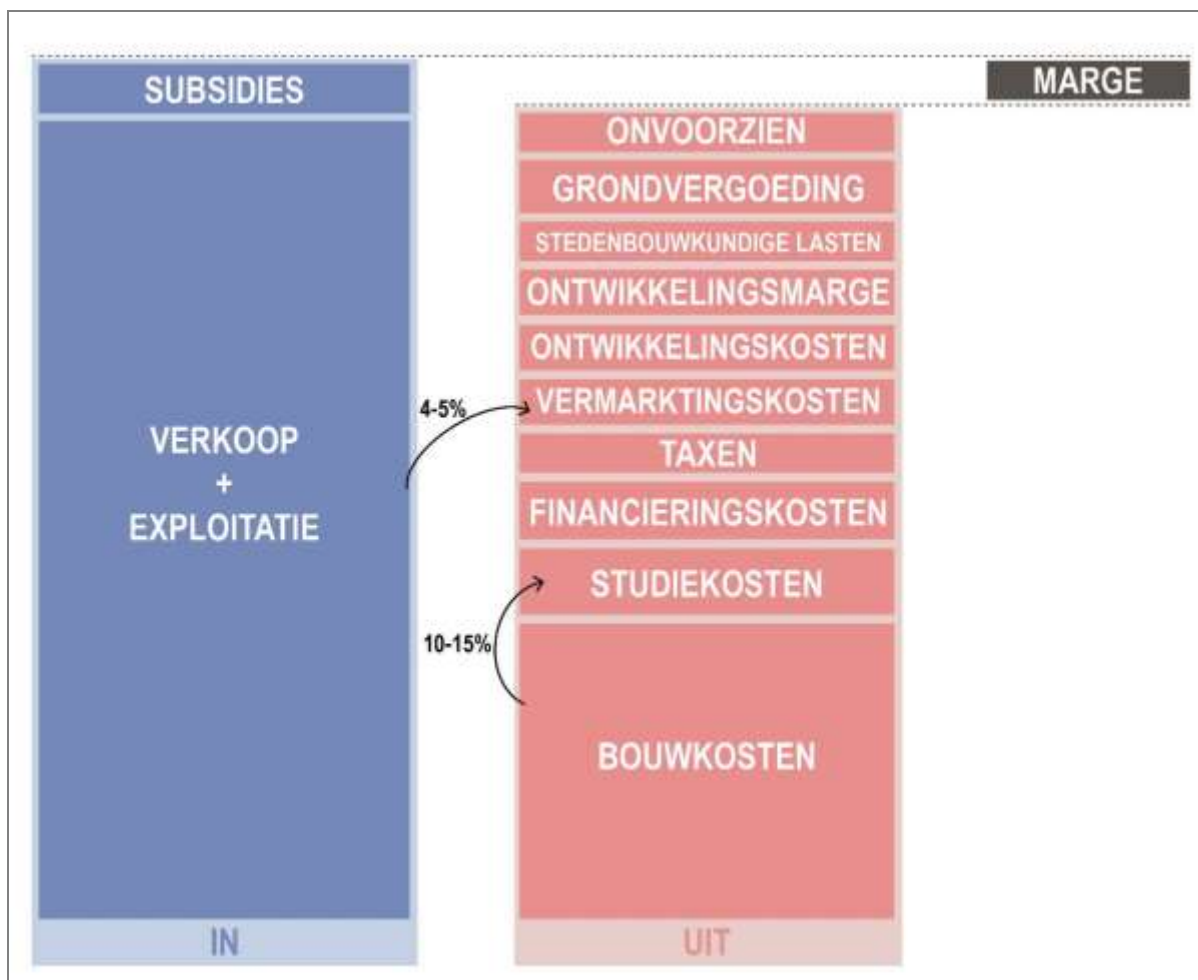 SUBSIDIES
VERKOOP
+
EXPLOITATIE
IN
4-5%
10-15%
ONVOORZIEN
GRONDVERGOEDING
STEDENBOUWKUNDIGE LASTEN
ONTWIKKELINGSMARGE
ONTWIKKELINGSKOSTEN
VERMARKTINGSKOSTEN
TAXEN
FINANCIERINGSKOSTEN
STUDIEKOSTEN
BOUWKOSTEN
UIT
MARGE